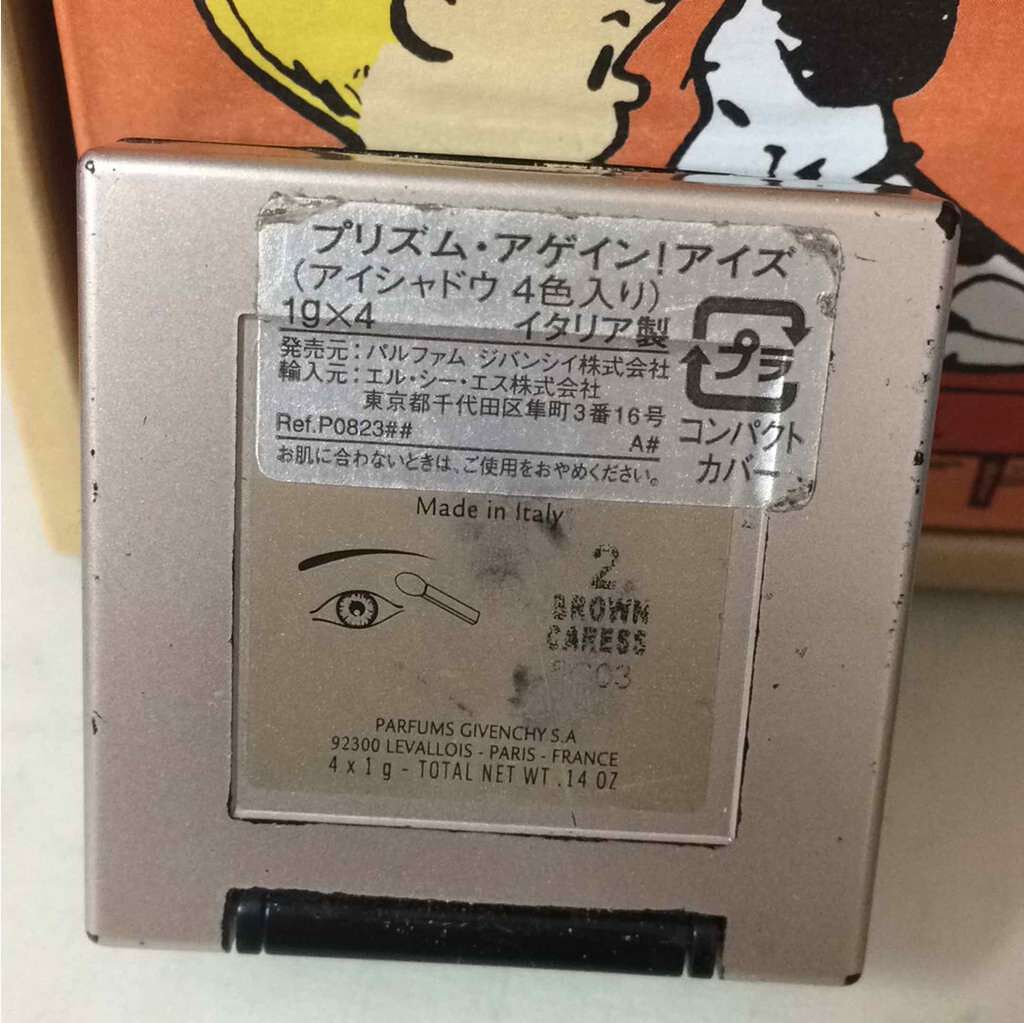 プリズム・アゲイン!アイズ
(アイシャドウ 4色入り)
1g×4 イタリア製
発売元:パルファム ジバンシイ株式会社
輸入元:エル・シー・エス株式会社
東京都千代田区隼町3番16号
Ref.P0823## A#
お肌に合わないときは、ご使用をおやめください。
プラ
コンパクト
カバー
Made in Italy
2
BROWN
CARESS
PARFUMS GIVENCHY S.A
92300 LEVALLOIS - PARIS - FRANCE
4 x 1 g - TOTAL NET WT .14 OZ